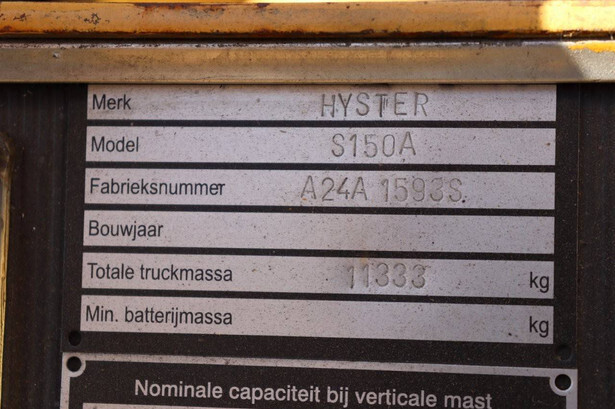 Merk HYSTER
Model S150A
Fabrieksnummer A24A 1593S
Bouwjaar
Totale truckmassa 11333 kg
Min. batterijmassa kg
Nominale capaciteit bij verticale mast